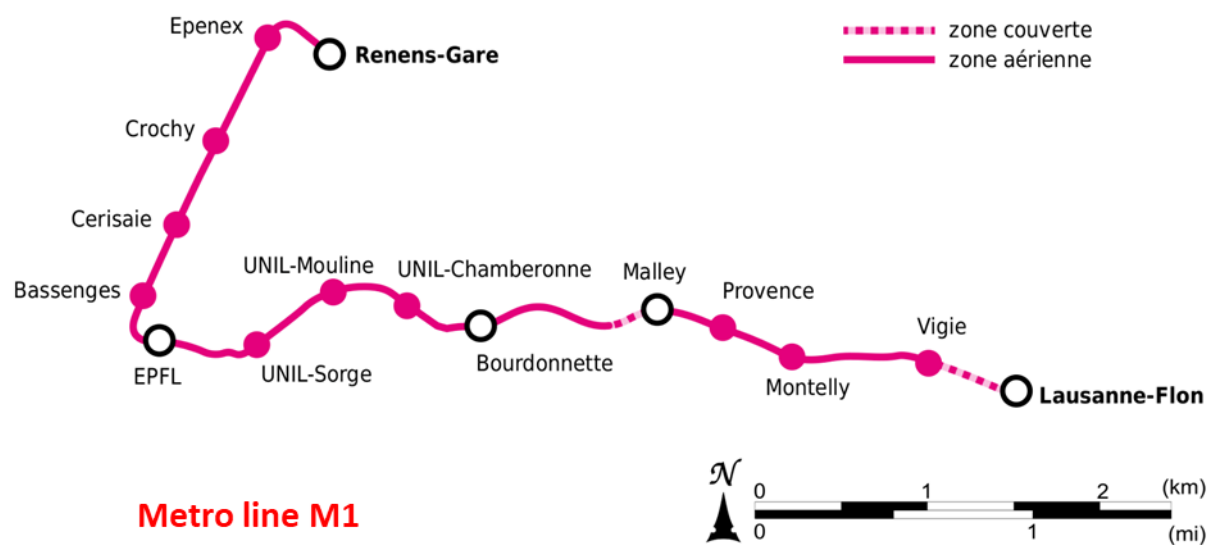 Epenex
Renens-Gare
zone couverte
zone aérienne
Crochy
Cerisaie
Bassenges
UNIL-Mouline
UNIL-Chamberonne
Malley
Provence
Vigie
EPFL
UNIL-Sorge
Bourdonnette
Montelly
Lausanne-Flon
Metro line M1
N
0 1 2 (km)
0 1 (mi)